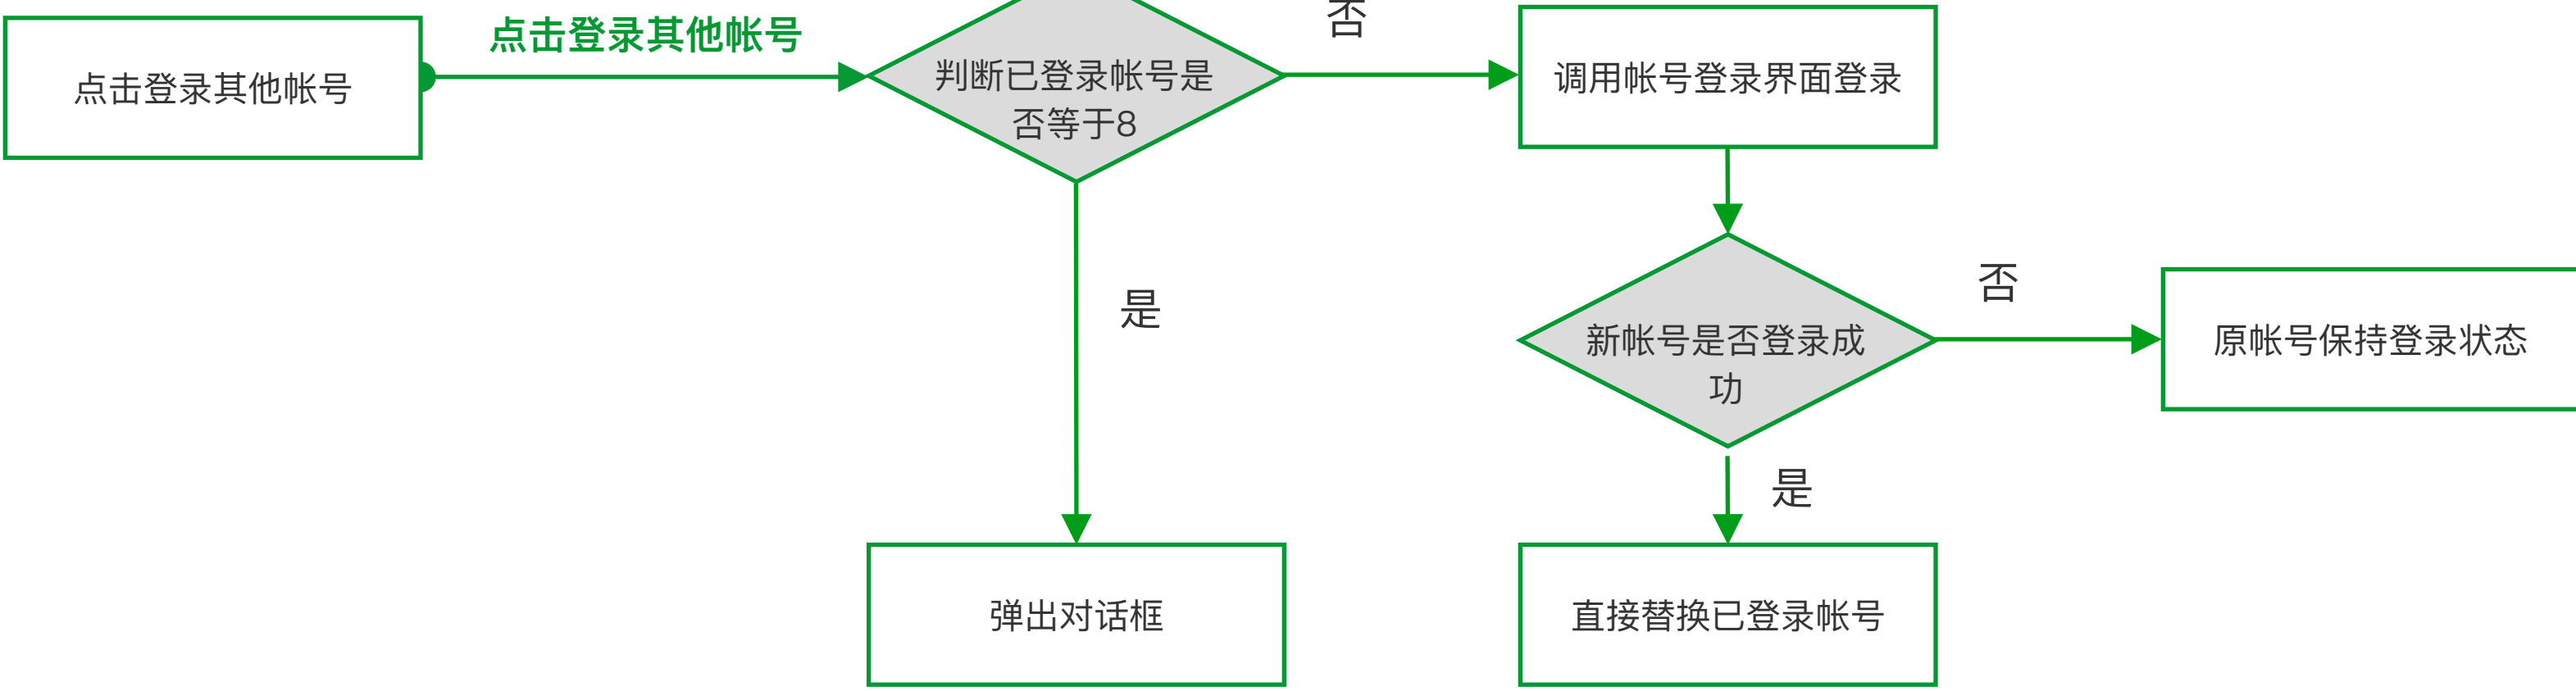 点击登录其他帐号
点击登录其他帐号
判断已登录帐号是
否等于8
否
调用帐号登录界面登录
是
新帐号是否登录成
功
否
原帐号保持登录状态
是
弹出对话框
直接替换已登录帐号